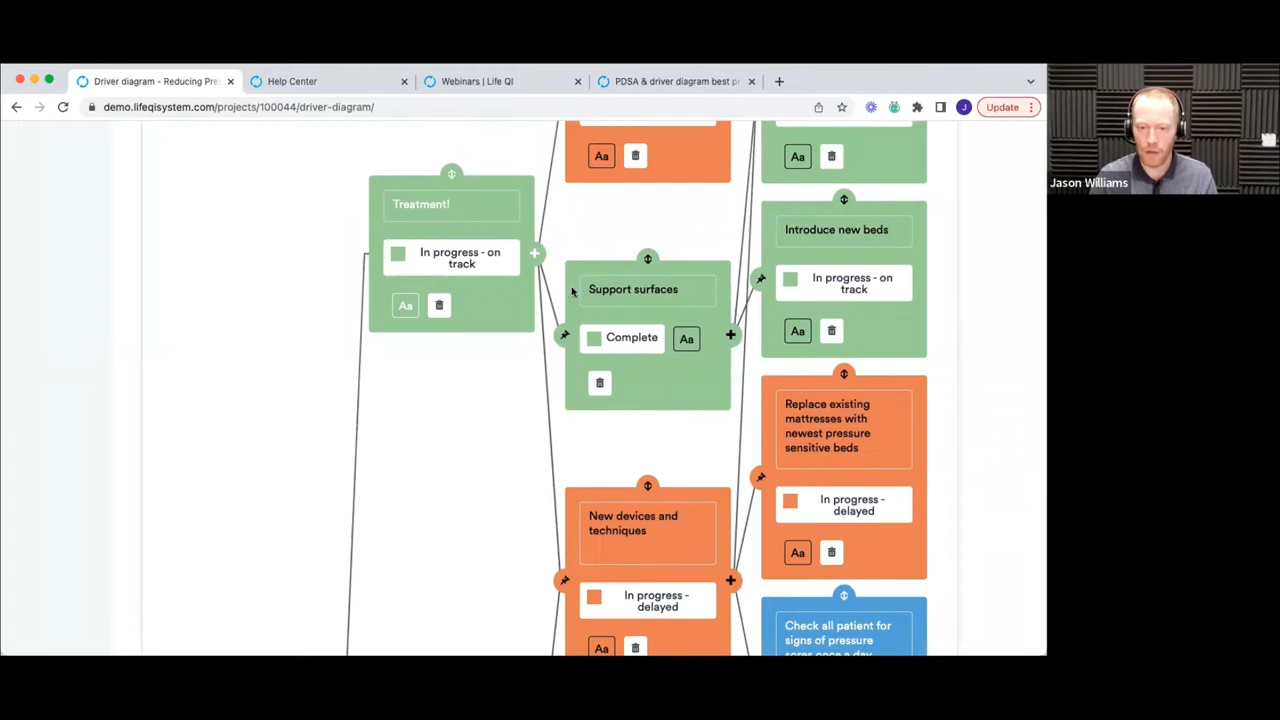 Driver diagram - Reducing Pre
Help Center
Webinars | Life QI
PDSA & driver diagram best pr
demo.lifeqisystem.com/projects/100044/driver-diagram/
J
Update
Jason Williams
Aa
Aa
Treatment!
In progress - on
track
Aa
Support surfaces
Complete
Aa
Introduce new beds
In progress - on
track
Aa
Replace existing
mattresses with
newest pressure
sensitive beds
In progress -
delayed
Aa
New devices and
techniques
In progress -
delayed
Aa
Check all patient for
signs of pressure
sores once a day